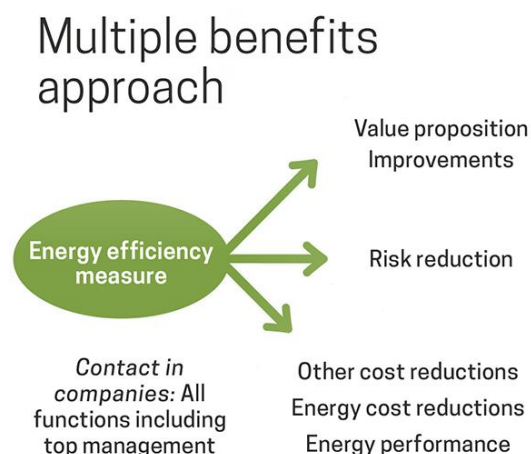 Multiple benefits
approach
Value proposition
Improvements
Energy efficiency
measure
Risk reduction
Contact in
companies: All
functions including
top management
Other cost reductions
Energy cost reductions
Energy performance